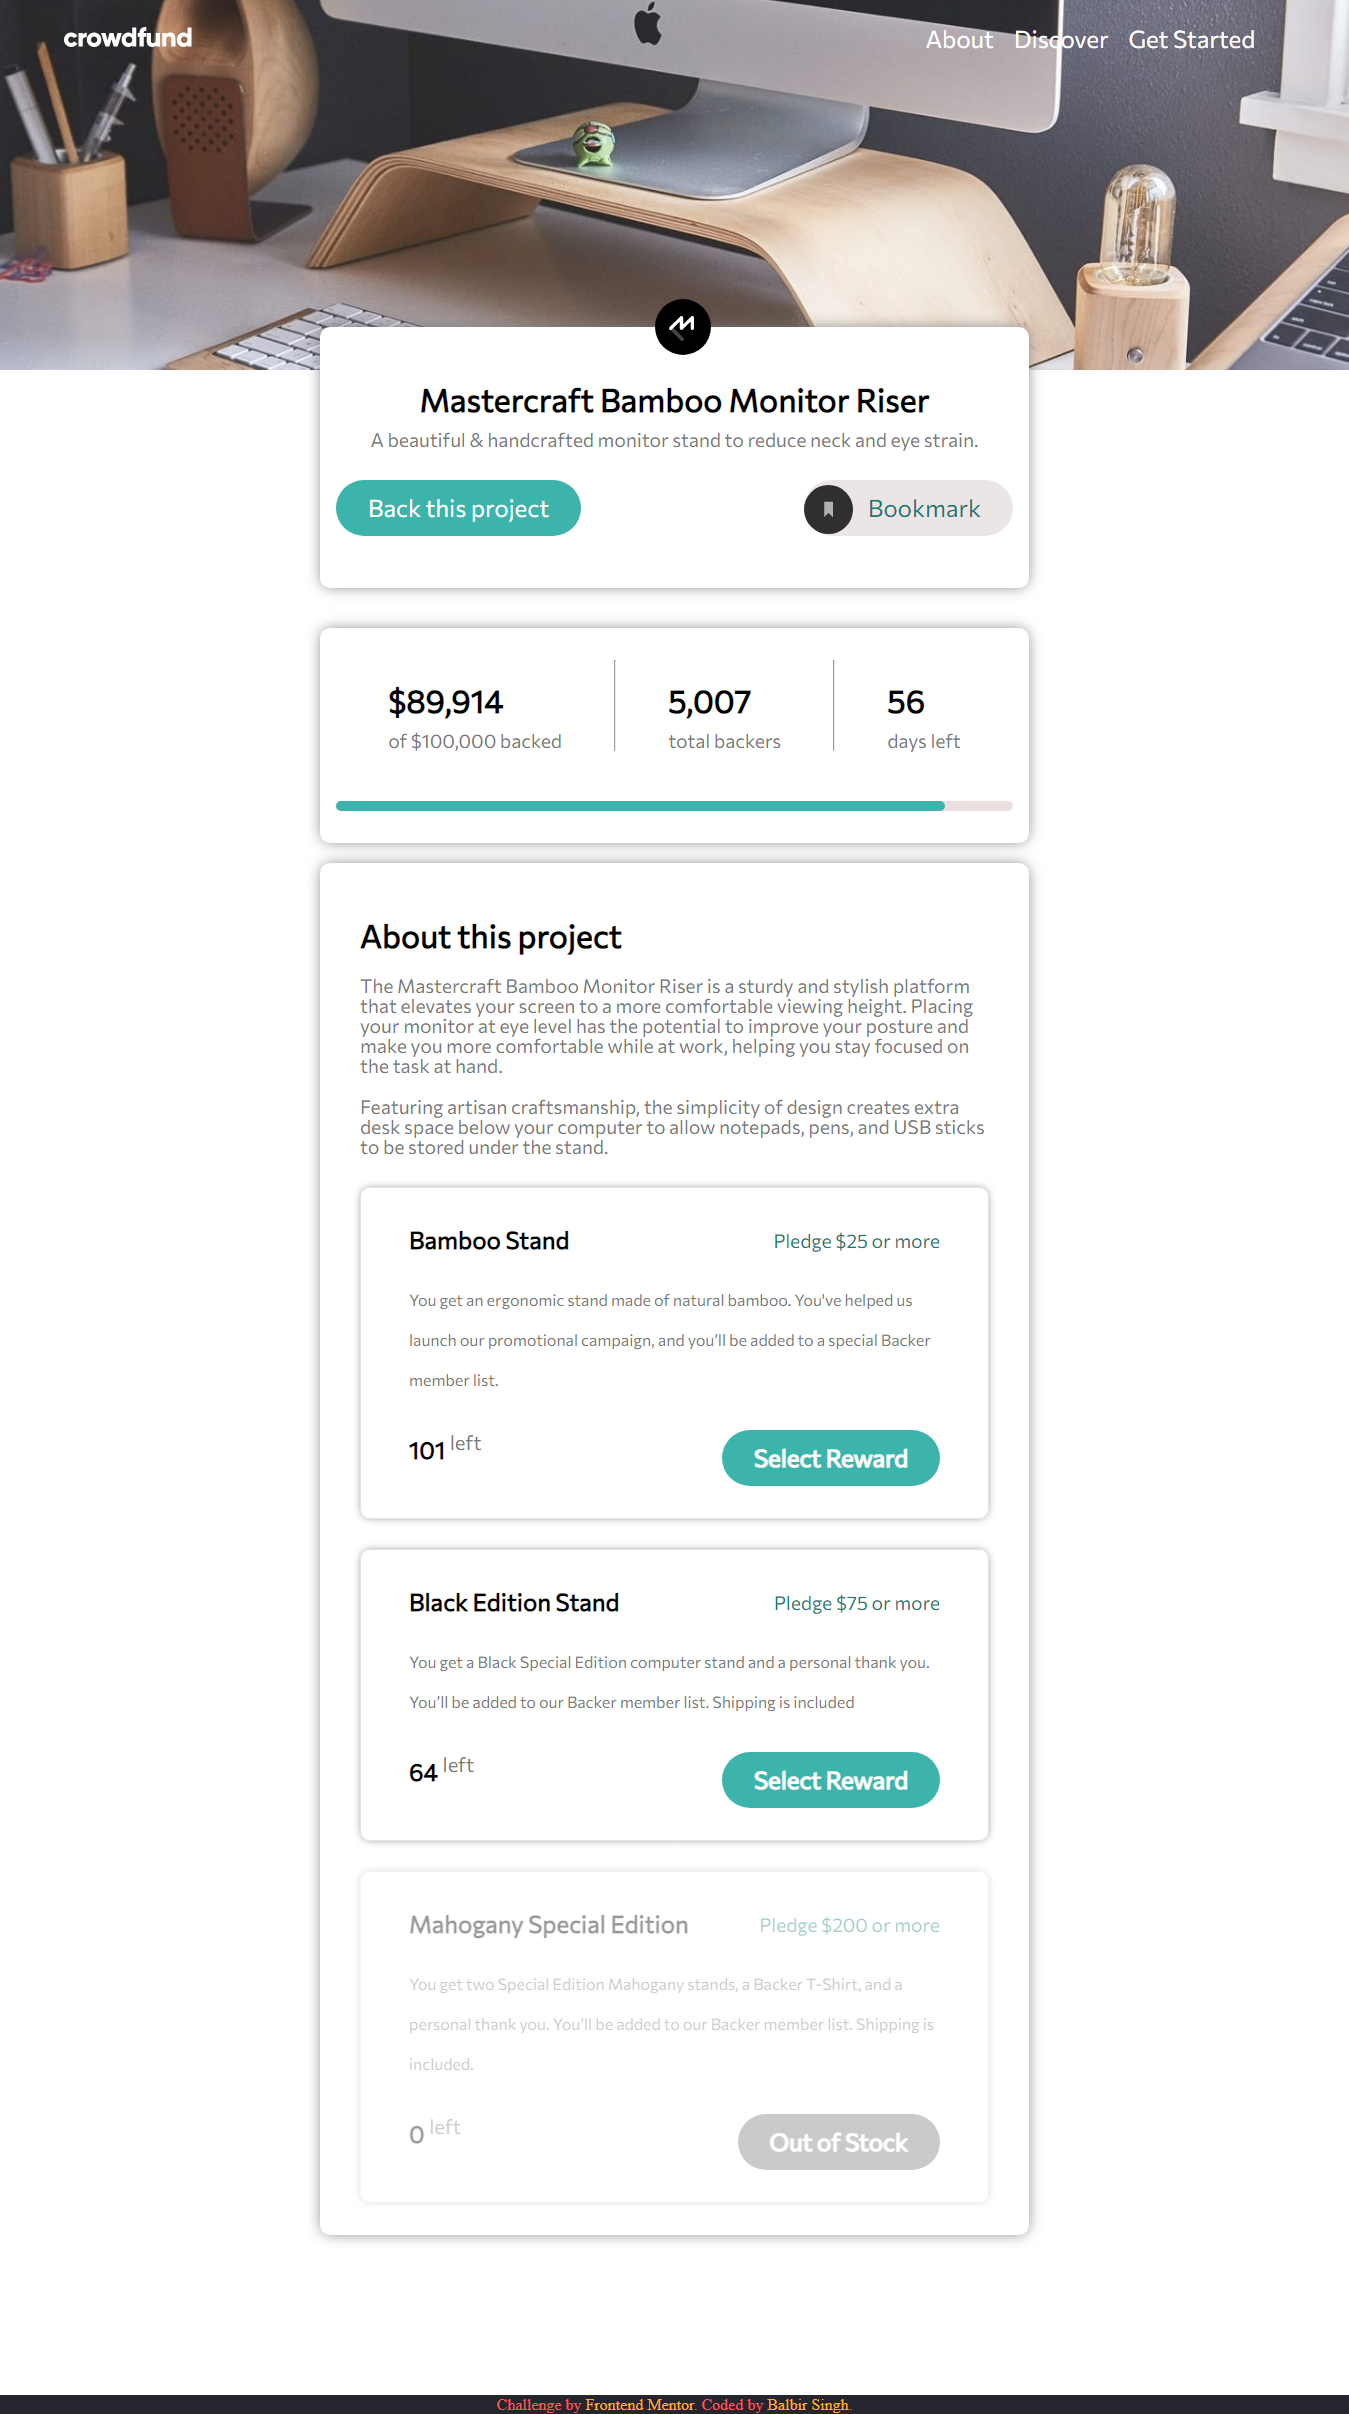 crowdfund
About Discover Get Started
Mastercraft Bamboo Monitor Riser
A beautiful & handcrafted monitor stand to reduce neck and eye strain.
Back this project
Bookmark
$89,914
of $100,000 backed
5,007
total backers
56
days left
About this project
The Mastercraft Bamboo Monitor Riser is a sturdy and stylish platform
that elevates your screen to a more comfortable viewing height. Placing
your monitor at eye level has the potential to improve your posture and
make you more comfortable while at work, helping you stay focused on
the task at hand.
Featuring artisan craftsmanship, the simplicity of design creates extra
desk space below your computer to allow notepads, pens, and USB sticks
to be stored under the stand.
Bamboo Stand
Pledge $25 or more
You get an ergonomic stand made of natural bamboo. You've helped us
launch our promotional campaign, and you’ll be added to a special Backer
member list.
101 left
Select Reward
Black Edition Stand
Pledge $75 or more
You get a Black Special Edition computer stand and a personal thank you.
You’ll be added to our Backer member list. Shipping is included
64 left
Select Reward
Mahogany Special Edition
Pledge $200 or more
You get two Special Edition Mahogany stands, a Backer T-Shirt, and a
personal thank you. You’ll be added to our Backer member list. Shipping is
included.
0 left
Out of Stock
Challenge by Frontend Mentor. Coded by Balbir Singh.